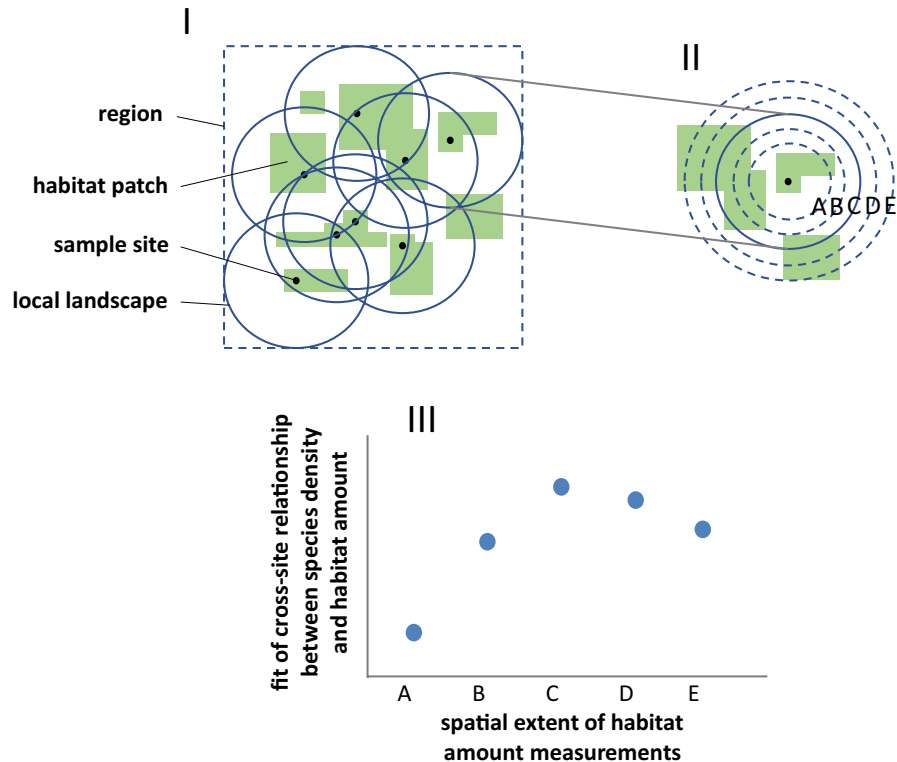 I
II
region
habitat patch
sample site
local landscape
ABCDE
III
fit of cross-site relationship
between species density
and habitat amount
A B C D E
spatial extent of habitat
amount measurements